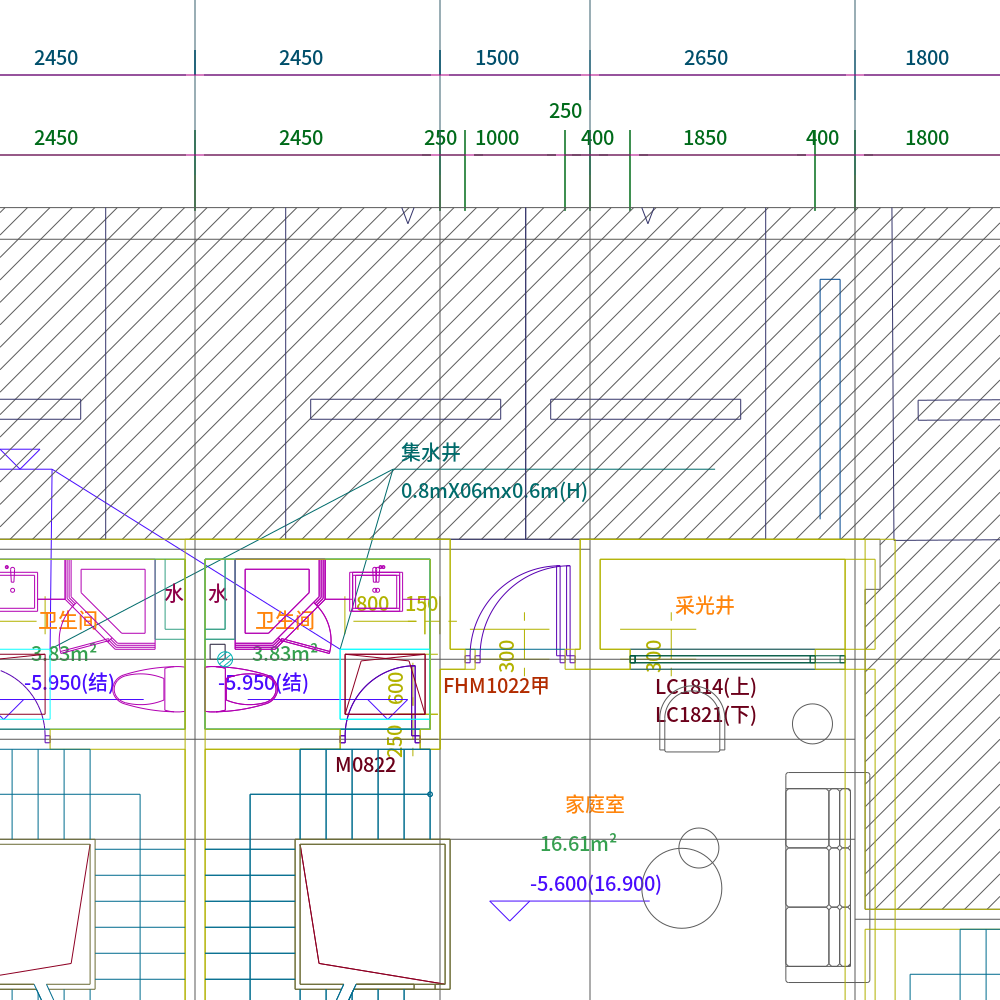 2450 2450 1500 2650 1800
250
2450 2450 250 1000 400 1850 400 1800
集水井
0.8mX06mx0.6m(H)
水 水
800 150
采光井
卫生间 卫生间
3.83m² 3.83m²
300 300
-5.950(结) -5.950(结)
600
FHM1022甲
LC1814(上)
LC1821(下)
250
M0822
家庭室
16.61m²
-5.600(16.900)